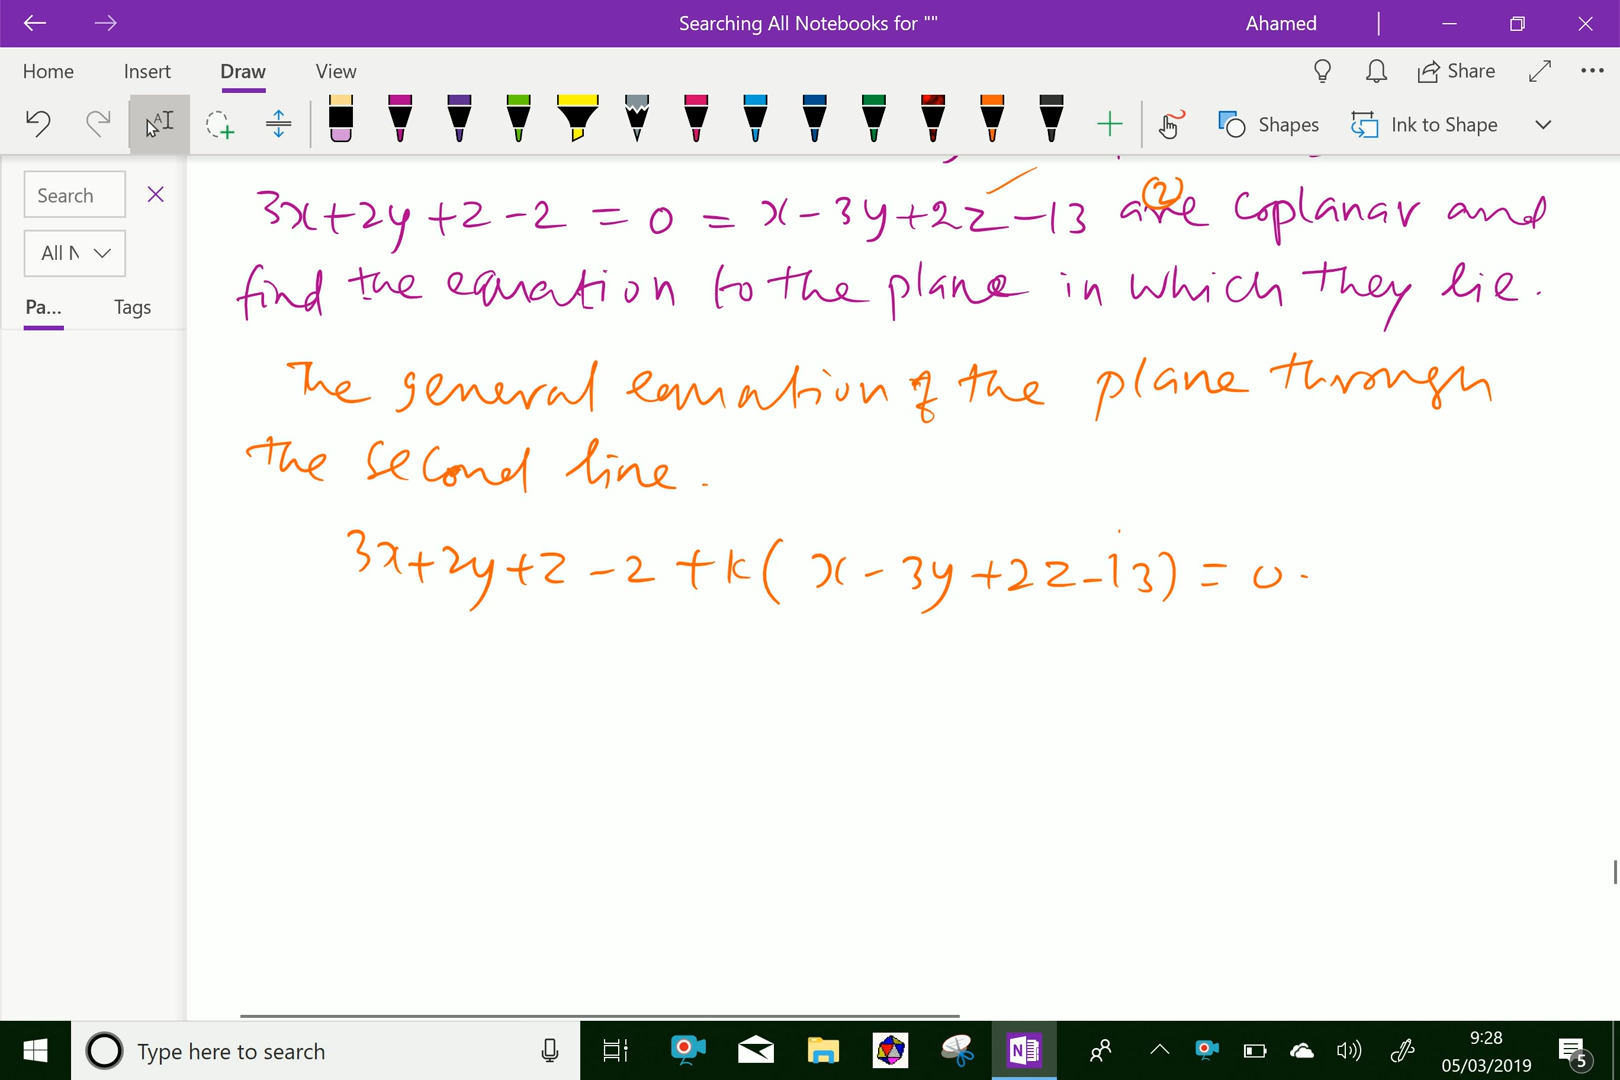 Searching All Notebooks for ""
Ahamed
Home Insert Draw View
Share
Shapes
Ink to Shape
Search
All N
Pa... Tags
3x+2y+z-2 = 0 = x-3y+2z-13 are coplanar and
(2)
find the equation to the plane in which they lie.
The general equation of the plane through
the second line.
3x+2y+z-2+k(x-3y+2z-13)=0.
Type here to search
9:28
05/03/2019
5